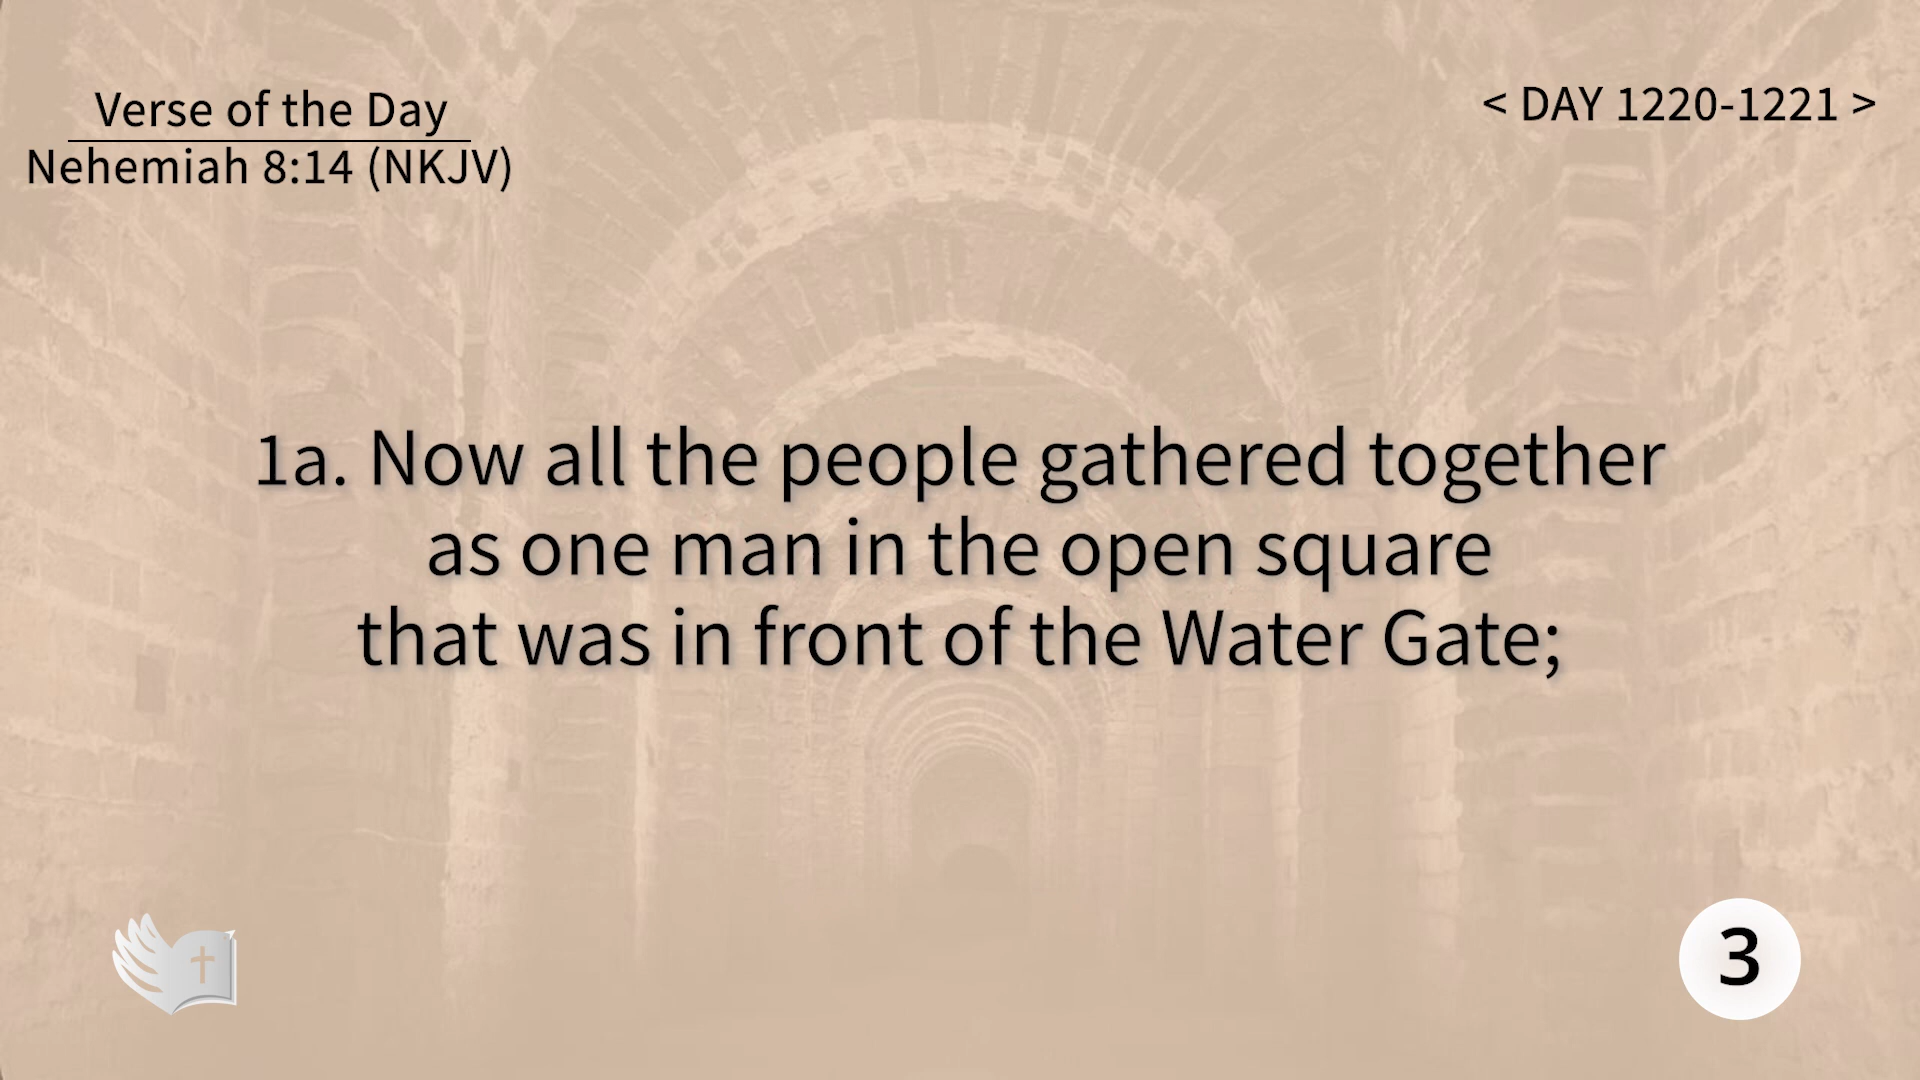 Verse of the Day
Nehemiah 8:14 (NKJV)
< DAY 1220-1221 >
1a. Now all the people gathered together
as one man in the open square
that was in front of the Water Gate;
3